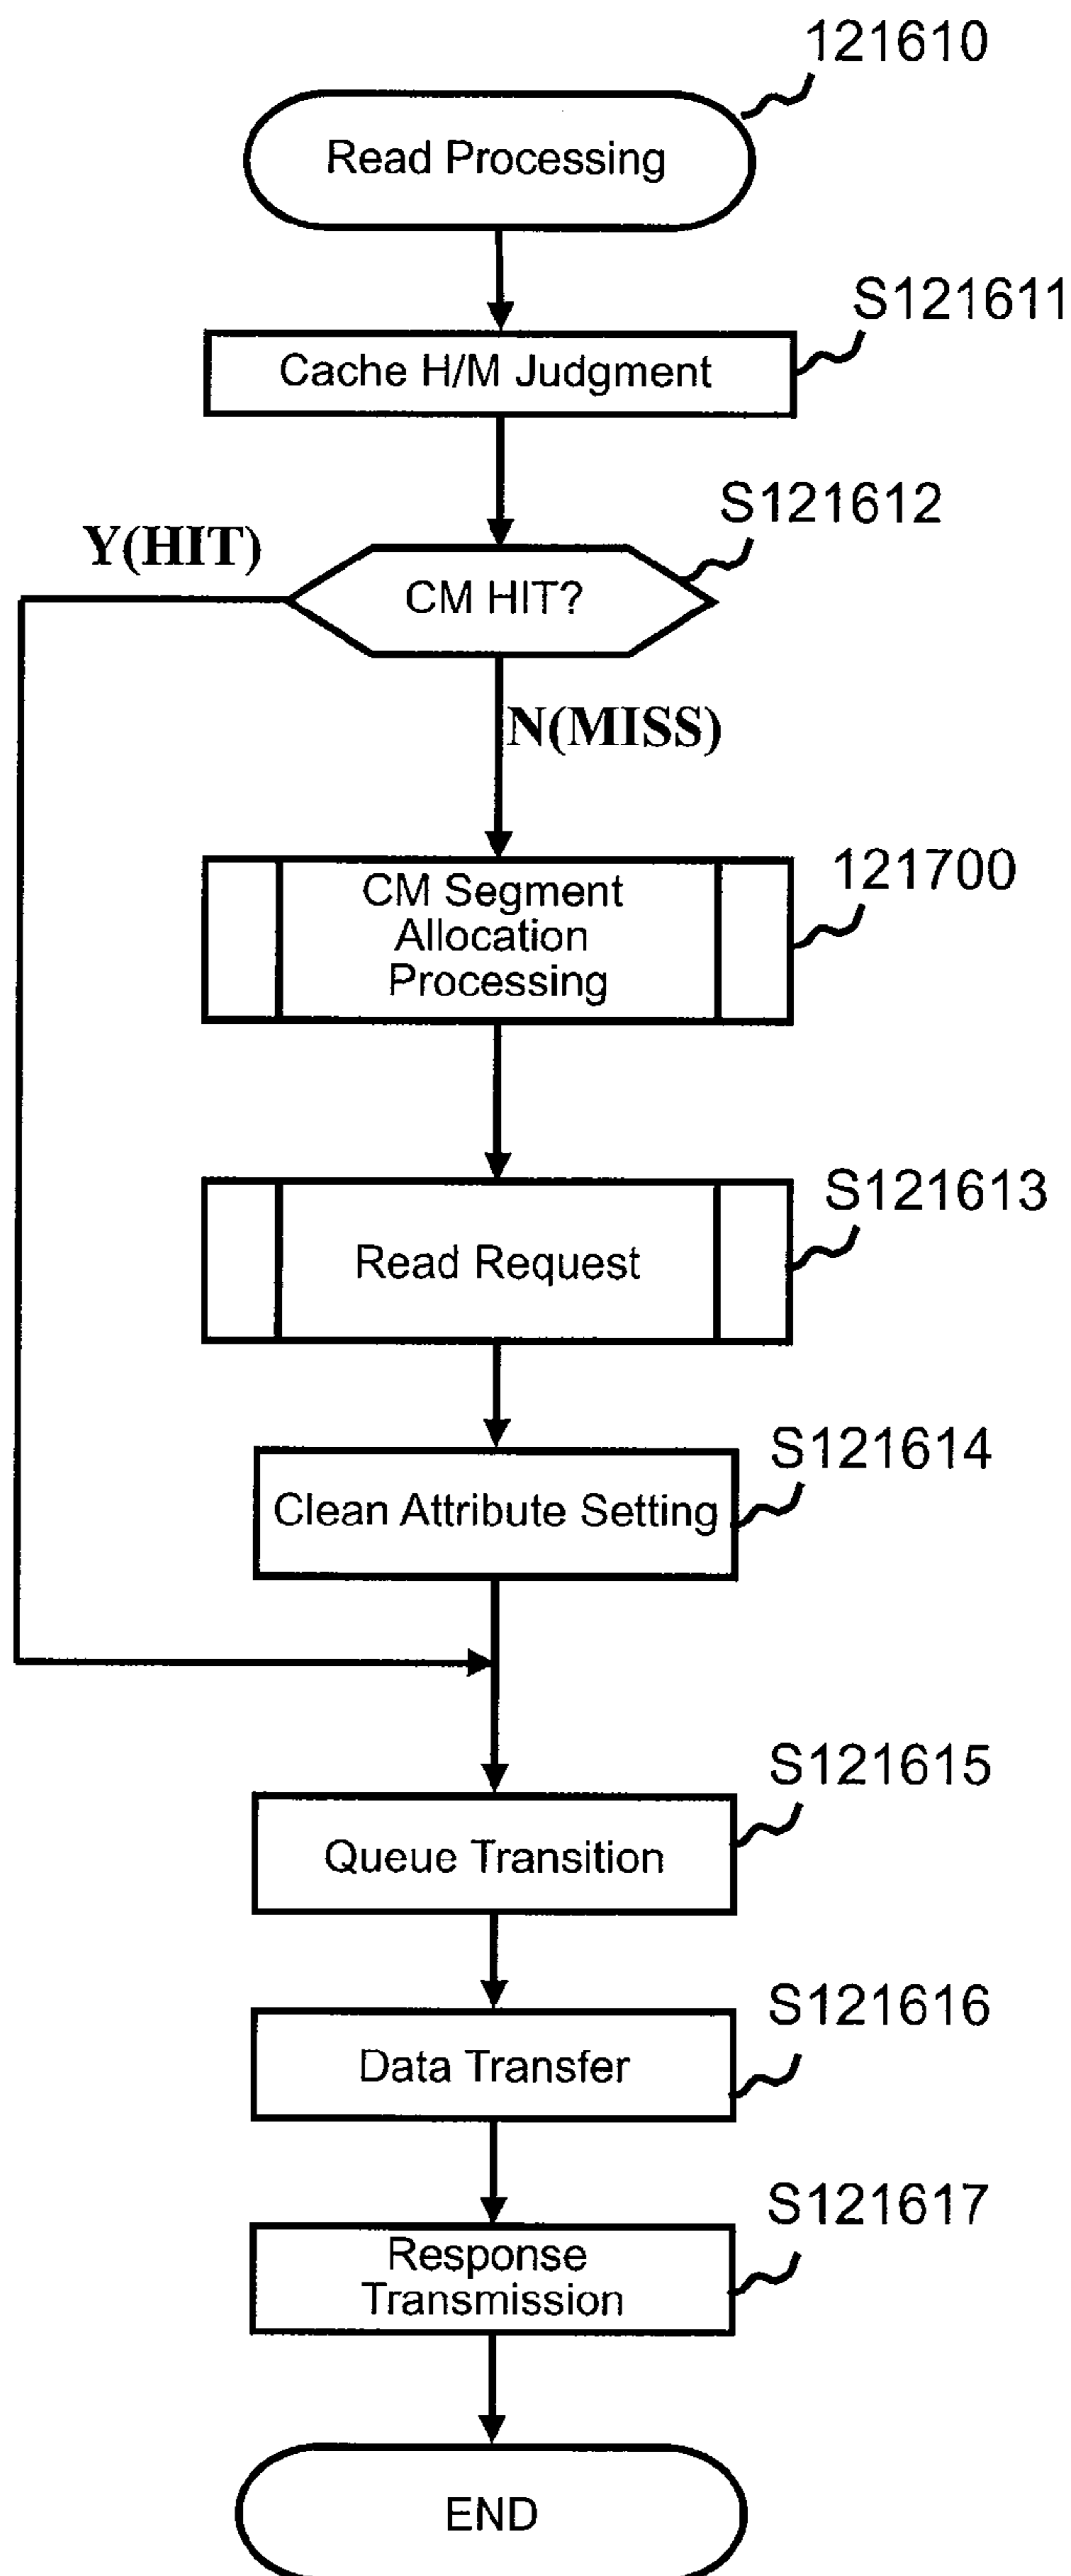 121610
Read Processing
S121611
Cache H/M Judgment
S121612
Y(HIT)
CM HIT?
N(MISS)
121700
CM Segment
Allocation
Processing
S121613
Read Request
S121614
Clean Attribute Setting
S121615
Queue Transition
S121616
Data Transfer
S121617
Response
Transmission
END